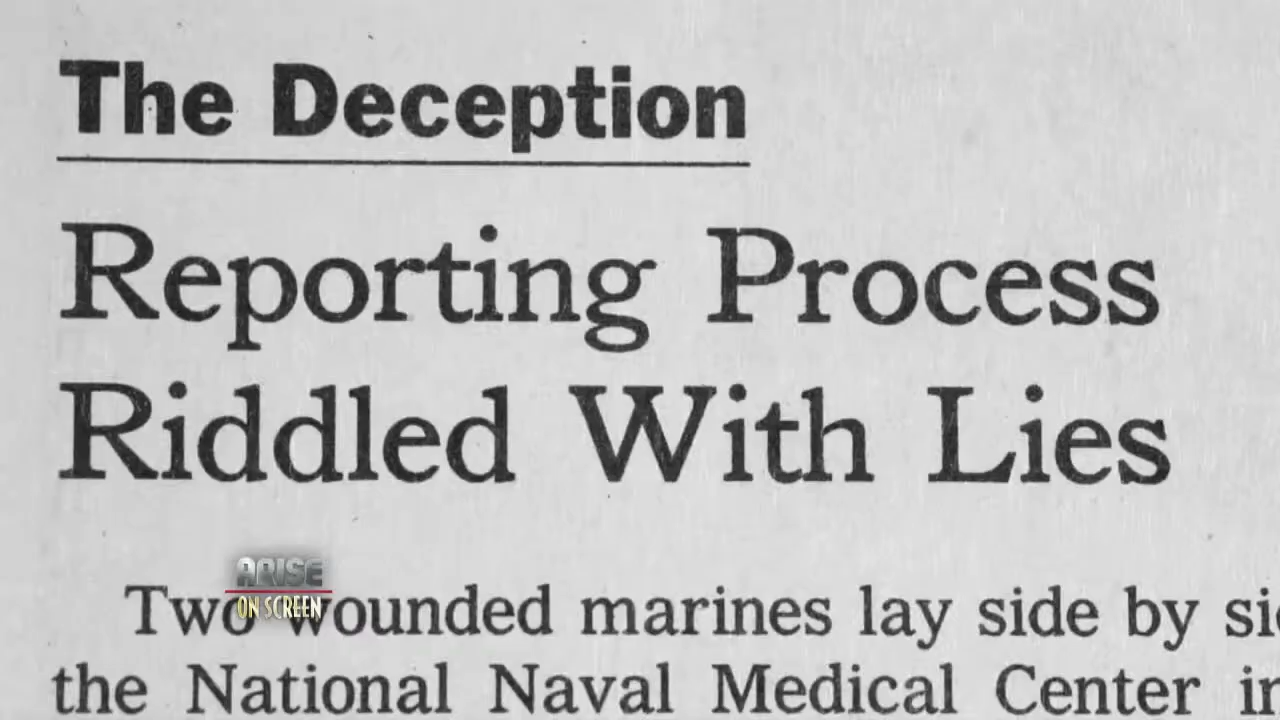 The Deception
Reporting Process
Riddled With Lies
ARISE
ON SCREEN
Two wounded marines lay side by
the National Naval Medical Center in